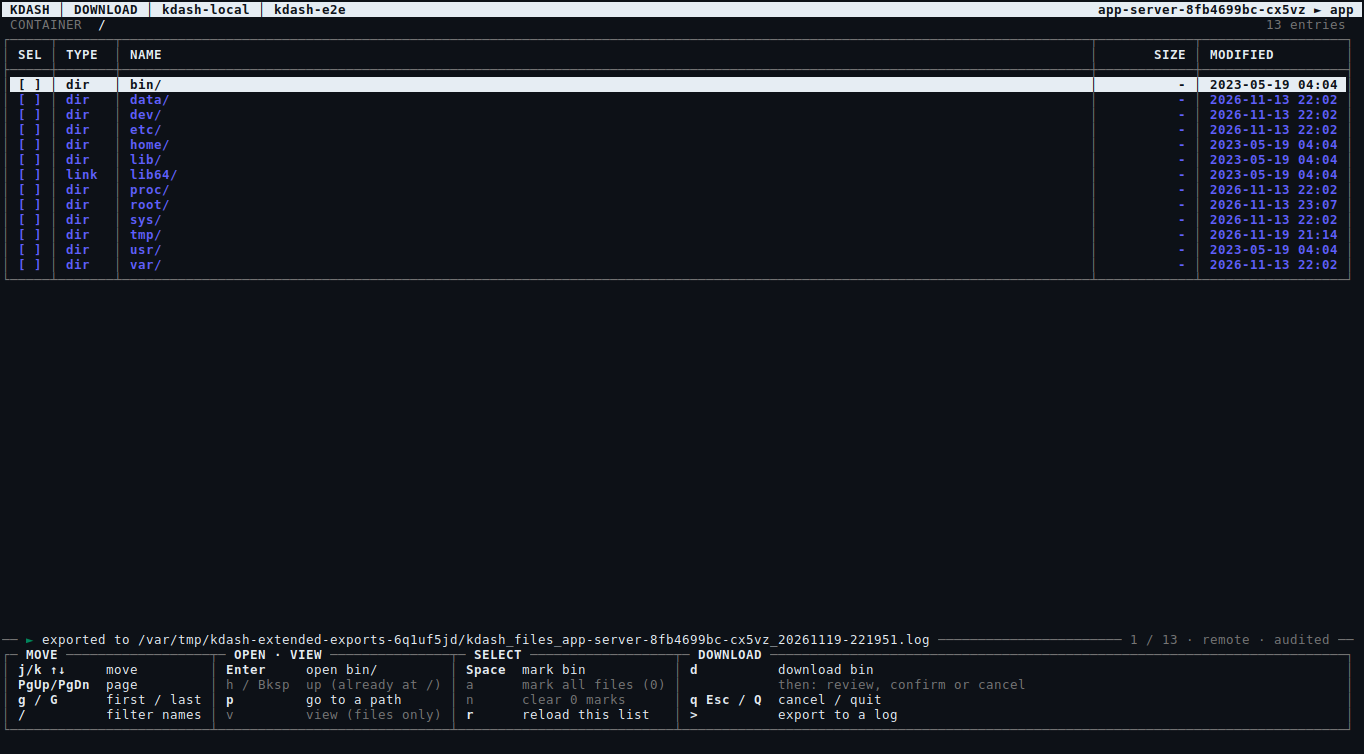 KDASH │ DOWNLOAD │ kdash-local │ kdash-e2e app-server-8fb4699bc-cx5vz ► app
CONTAINER / 13 entries
SEL │ TYPE │ NAME │ SIZE │ MODIFIED
[ ] │ dir │ bin/ │ - │ 2023-05-19 04:04
[ ] │ dir │ data/ │ - │ 2026-11-13 22:02
[ ] │ dir │ dev/ │ - │ 2026-11-13 22:02
[ ] │ dir │ etc/ │ - │ 2026-11-13 22:02
[ ] │ dir │ home/ │ - │ 2023-05-19 04:04
[ ] │ dir │ lib/ │ - │ 2023-05-19 04:04
[ ] │ link │ lib64/ │ - │ 2023-05-19 04:04
[ ] │ dir │ proc/ │ - │ 2026-11-13 22:02
[ ] │ dir │ root/ │ - │ 2026-11-13 23:07
[ ] │ dir │ sys/ │ - │ 2026-11-13 22:02
[ ] │ dir │ tmp/ │ - │ 2026-11-19 21:14
[ ] │ dir │ usr/ │ - │ 2023-05-19 04:04
[ ] │ dir │ var/ │ - │ 2026-11-13 22:02
► exported to /var/tmp/kdash-extended-exports-6q1uf5jd/kdash_files_app-server-8fb4699bc-cx5vz_20261119-221951.log 1 / 13 · remote · audited
MOVE OPEN · VIEW SELECT DOWNLOAD
j/k ↑↓ move │ Enter open bin/ │ Space mark bin │ d download bin
PgUp/PgDn page │ h / Bksp up (already at /) │ a mark all files (0) │ then: review, confirm or cancel
g / G first / last │ p go to a path │ n clear 0 marks │ q Esc / Q cancel / quit
/ filter names │ v view (files only) │ r reload this list │ > export to a log